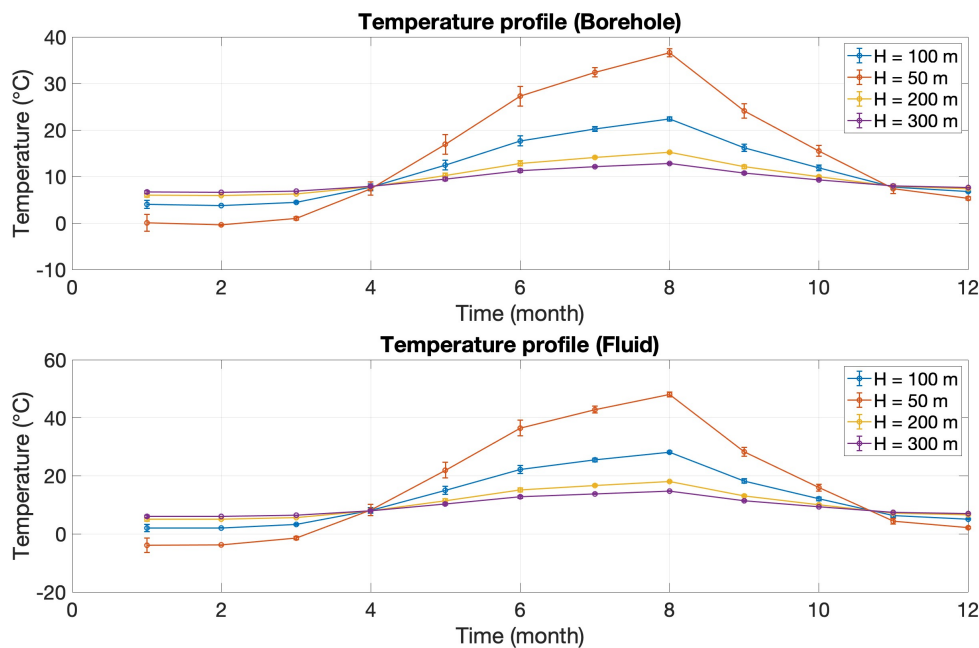 Temperature profile (Borehole)
40
30
20
10
0
-10
Temperature (°C)
H = 100 m
H = 50 m
H = 200 m
H = 300 m
2
4
6
8
10
12
Time (month)
Temperature profile (Fluid)
60
40
20
0
-20
Temperature (°C)
H = 100 m
H = 50 m
H = 200 m
H = 300 m
0
2
4
6
8
10
12
Time (month)